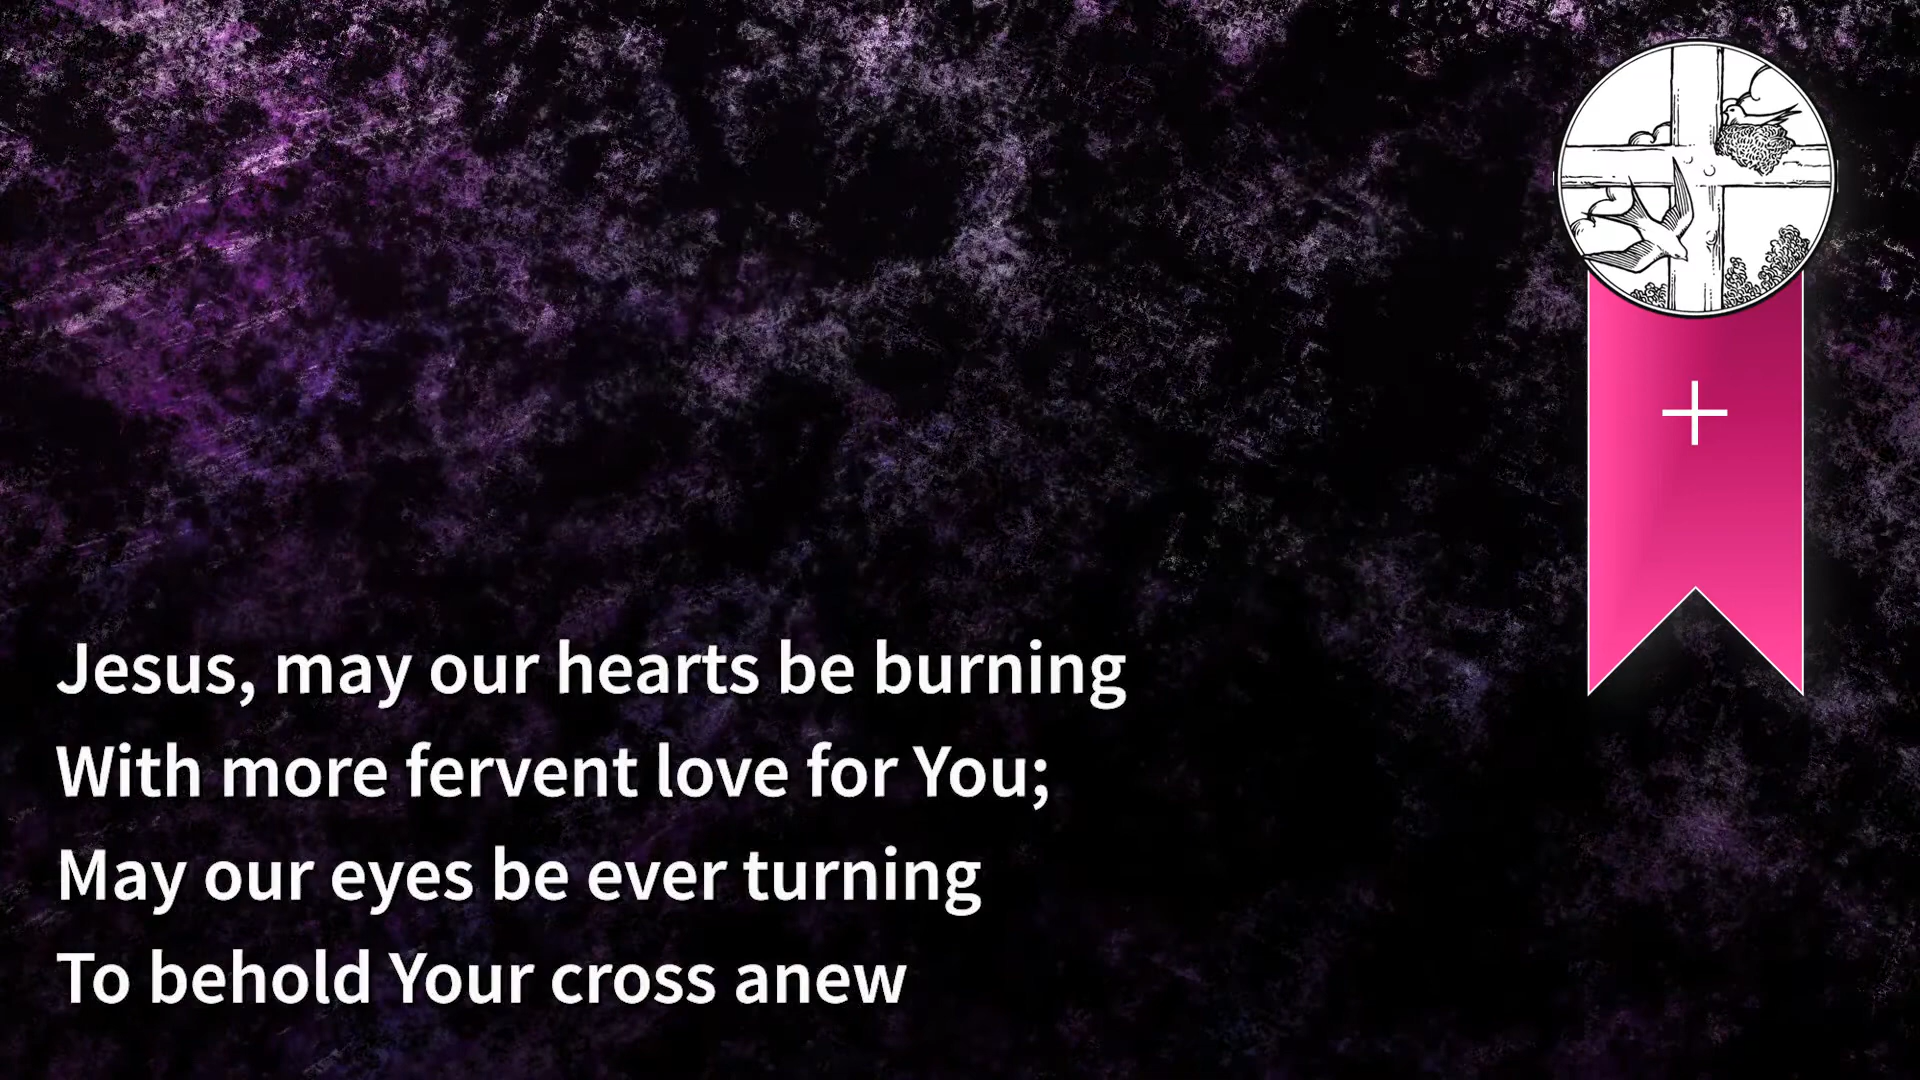 Jesus, may our hearts be burning
With more fervent love for You;
May our eyes be ever turning
To behold Your cross anew